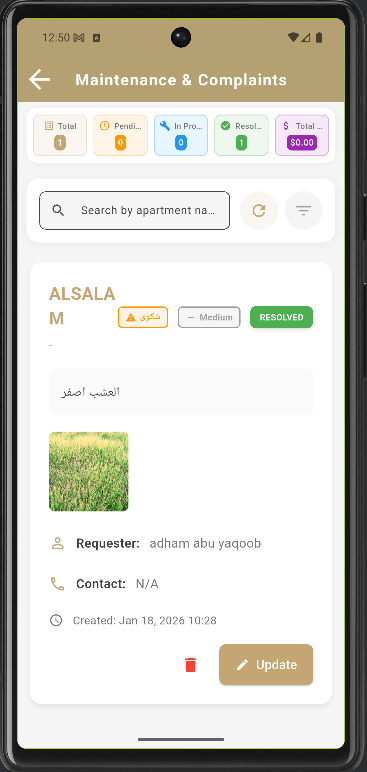 12:50
Maintenance & Complaints
Total
Pendi...
In Pro...
Resol...
Total ...
1
0
0
1
$0.00
Search by apartment na...
ALSALA
M
شكوى
Medium
RESOLVED
-
العشب اصفر
Requester: adham abu yaqoob
Contact: N/A
Created: Jan 18, 2026 10:28
Update